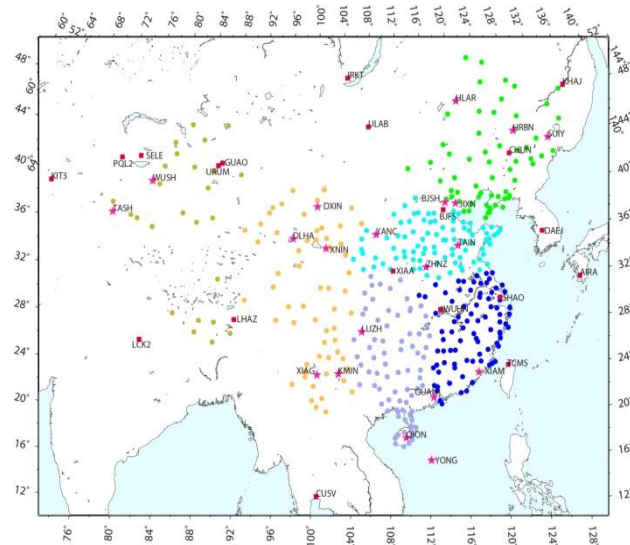 76° 80° 84° 88° 92° 96° 100° 104° 108° 112° 116° 120° 124° 128° 132° 136° 140°
52° 52°
48° 48°
60° IRKT KHAJ
HLAR
44° ULAB 144°
HRBN SUIY 140°
SELE GUAO CHUN
40° PQL2 URUM 40°
64°
KIT3 WUSH BJSH JIXN
36° TASH DXIN BJFS 36°
DLHA YANC TAIN DAEJ
32° XNIN ZHNZ 32°
XIAA AIRA
28° SHAO 28°
LHAZ WUHN
LCK2 LUZH
24° TCMS 24°
XIAG KMIN XIAM
20° GUAN 20°
16° QION 16°
YONG
12° CUSV 12°
76° 80° 84° 88° 92° 96° 100° 104° 108° 112° 116° 120° 124° 128° 132°